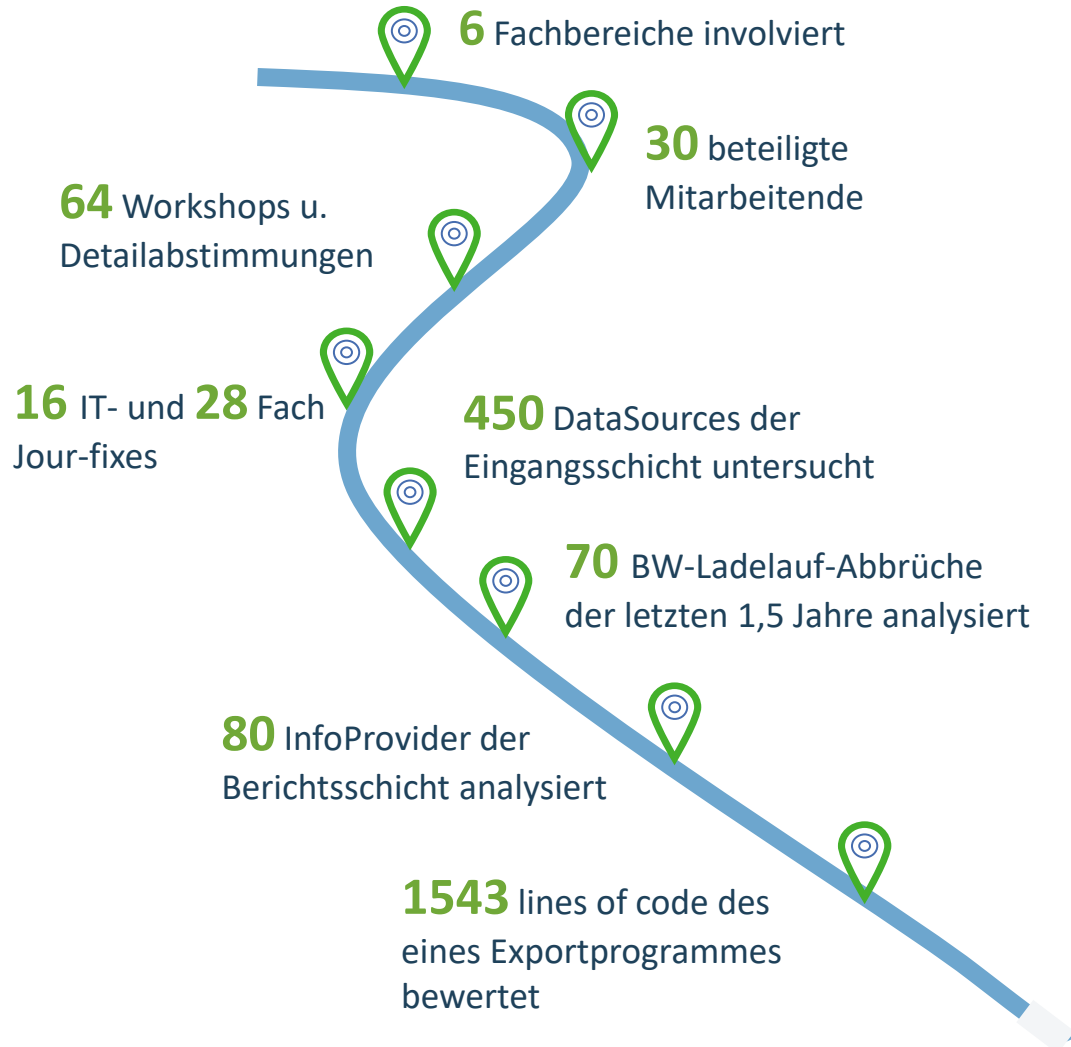 6 Fachbereiche involviert
30 beteiligte
Mitarbeitende
64 Workshops u.
Detailabstimmungen
16 IT- und 28 Fach
Jour-fixes
450 DataSources der
Eingangsschicht untersucht
70 BW-Ladelauf-Abbrüche
der letzten 1,5 Jahre analysiert
80 InfoProvider der
Berichtsschicht analysiert
1543 lines of code des
eines Exportprogrammes
bewertet